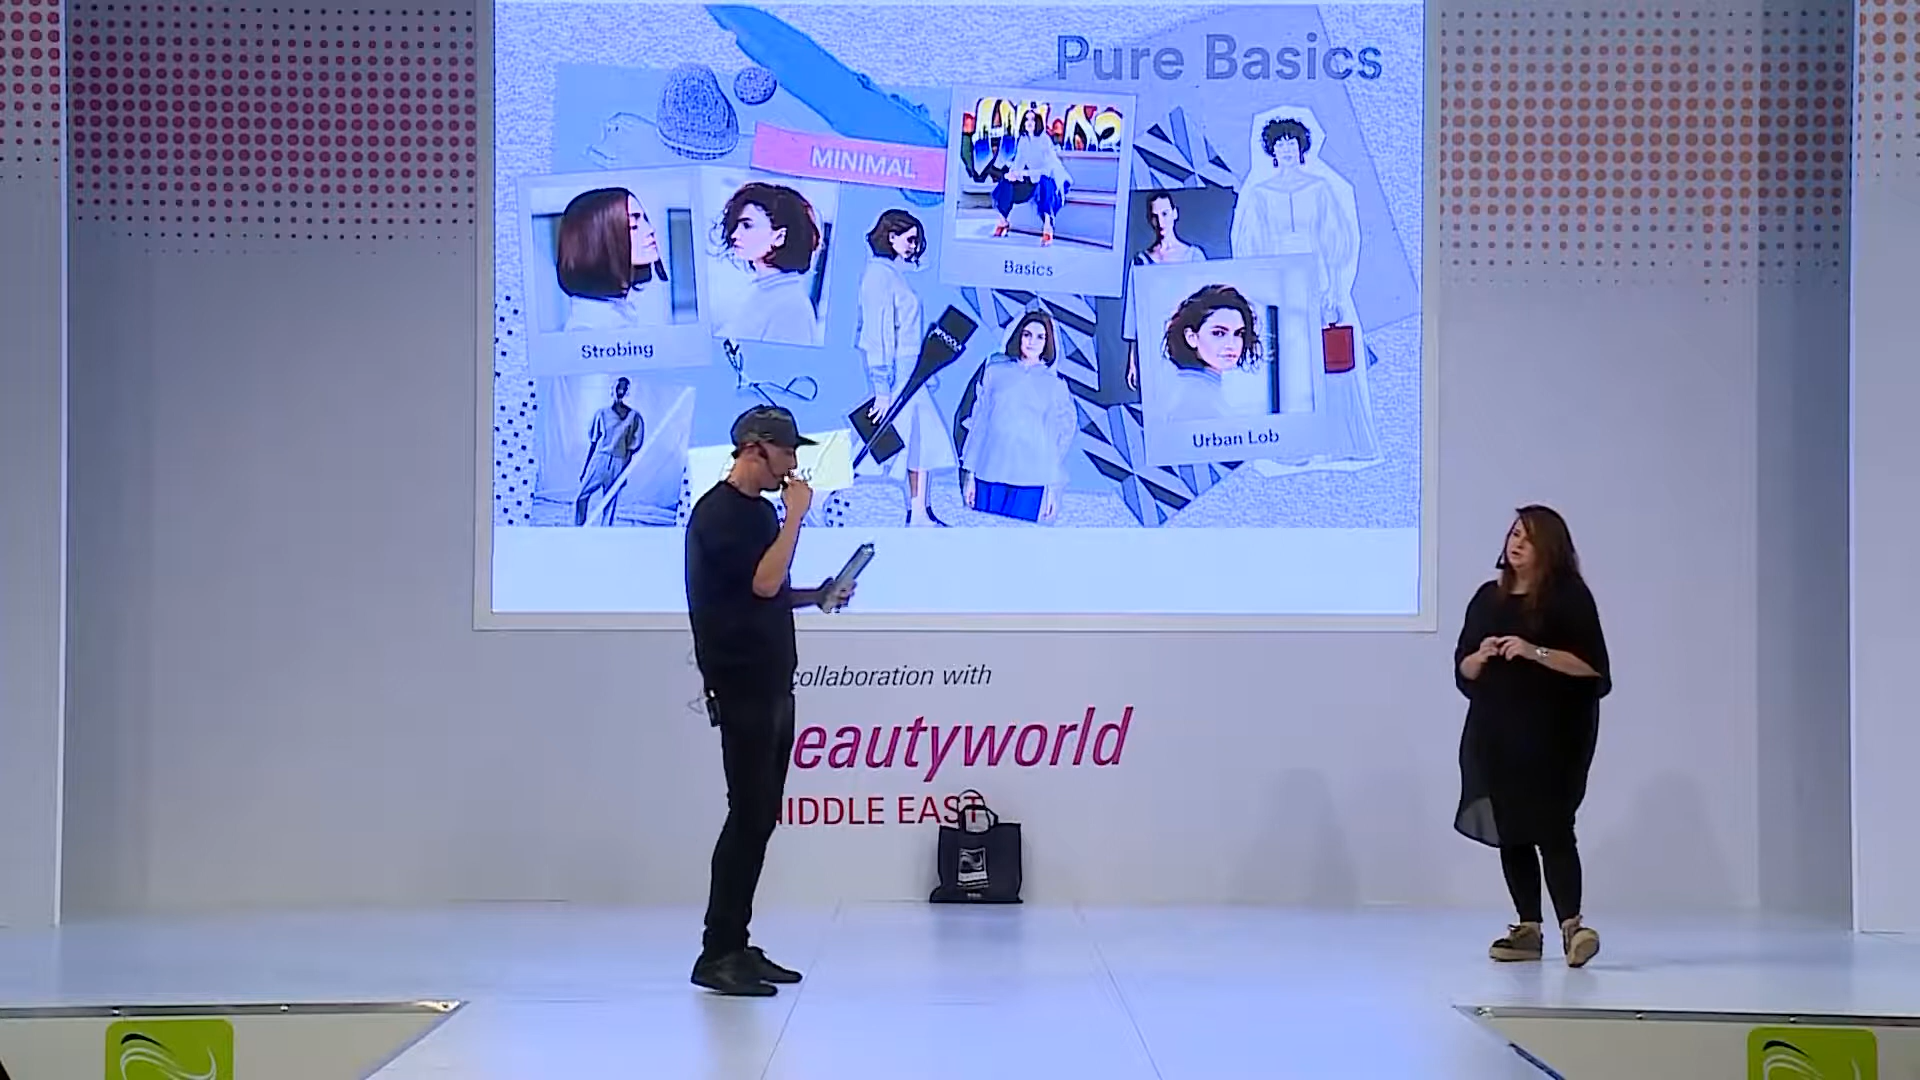 Pure Basics
MINIMAL
Basics
Strobing
Urban Lob
collaboration with
eautyworld
IDDLE EAST